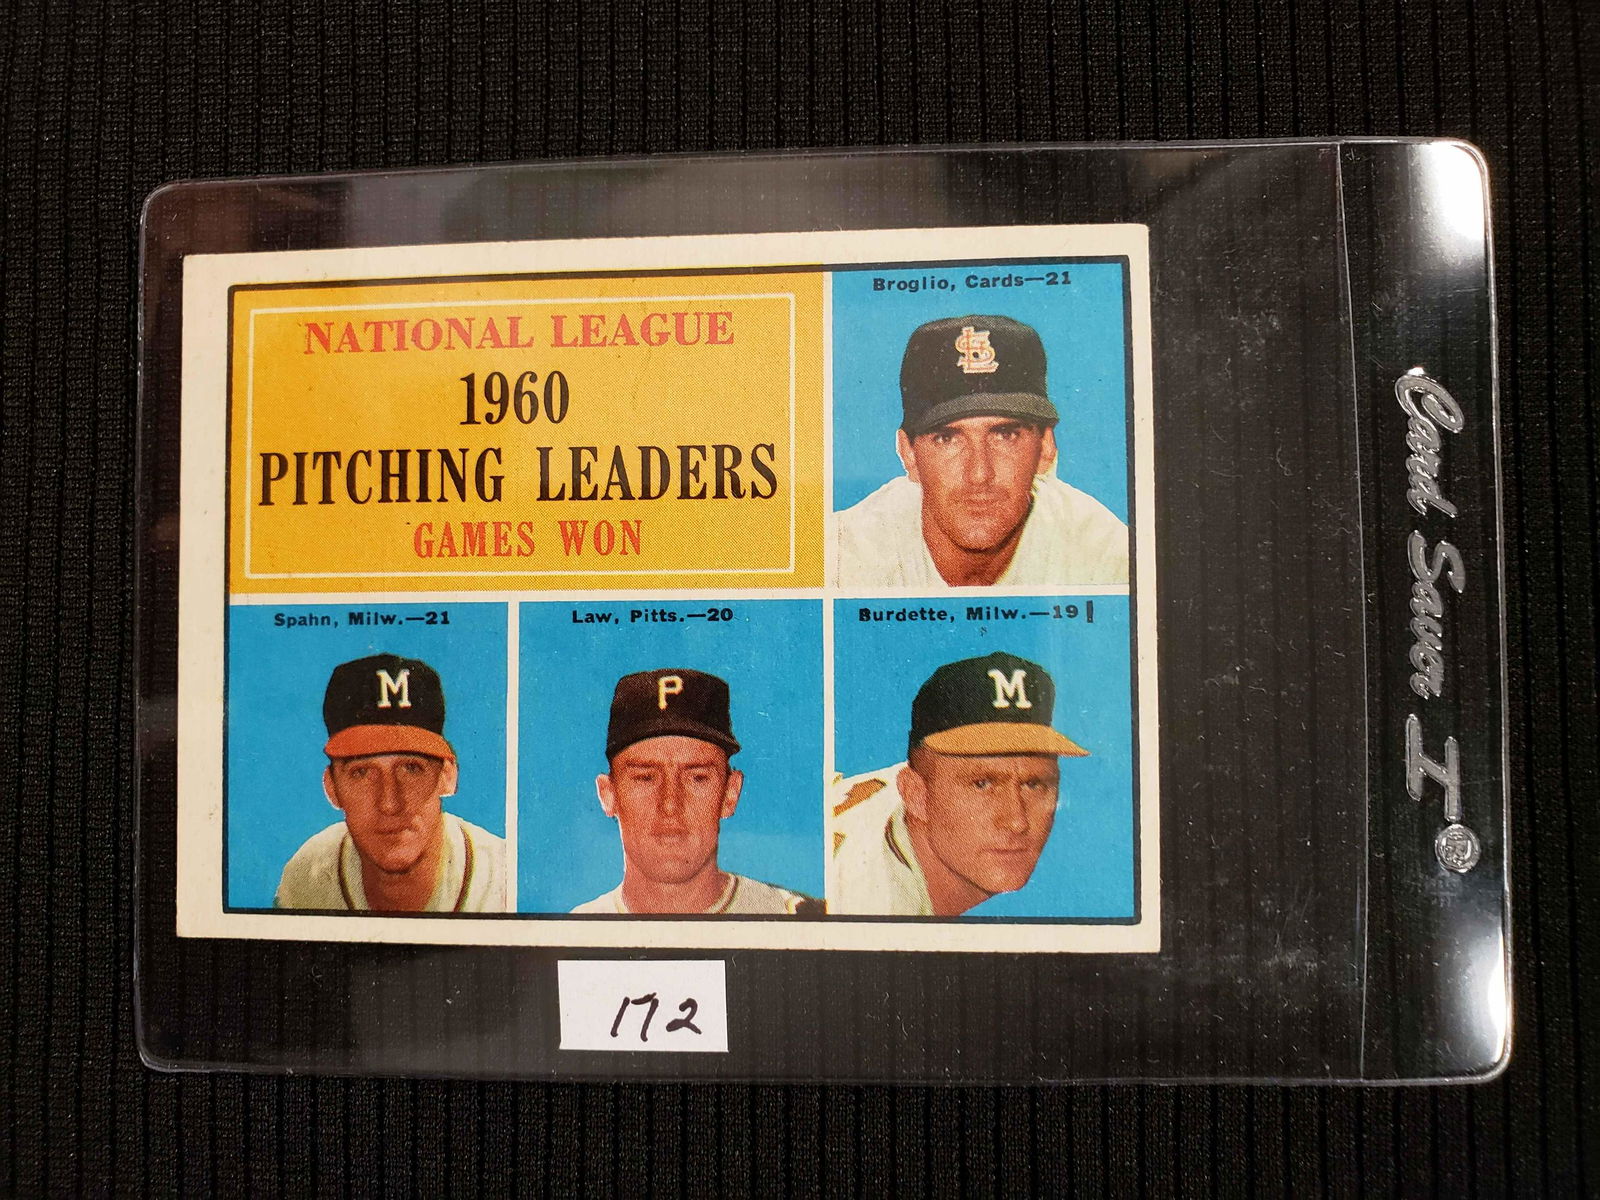 NATIONAL LEAGUE
1960
PITCHING LEADERS
GAMES WON
Broglio, Cards—21
StL
Spahn, Milw.—21
M
Law, Pitts.—20
P
Burdette, Milw.—19
M
172
Card Saver I